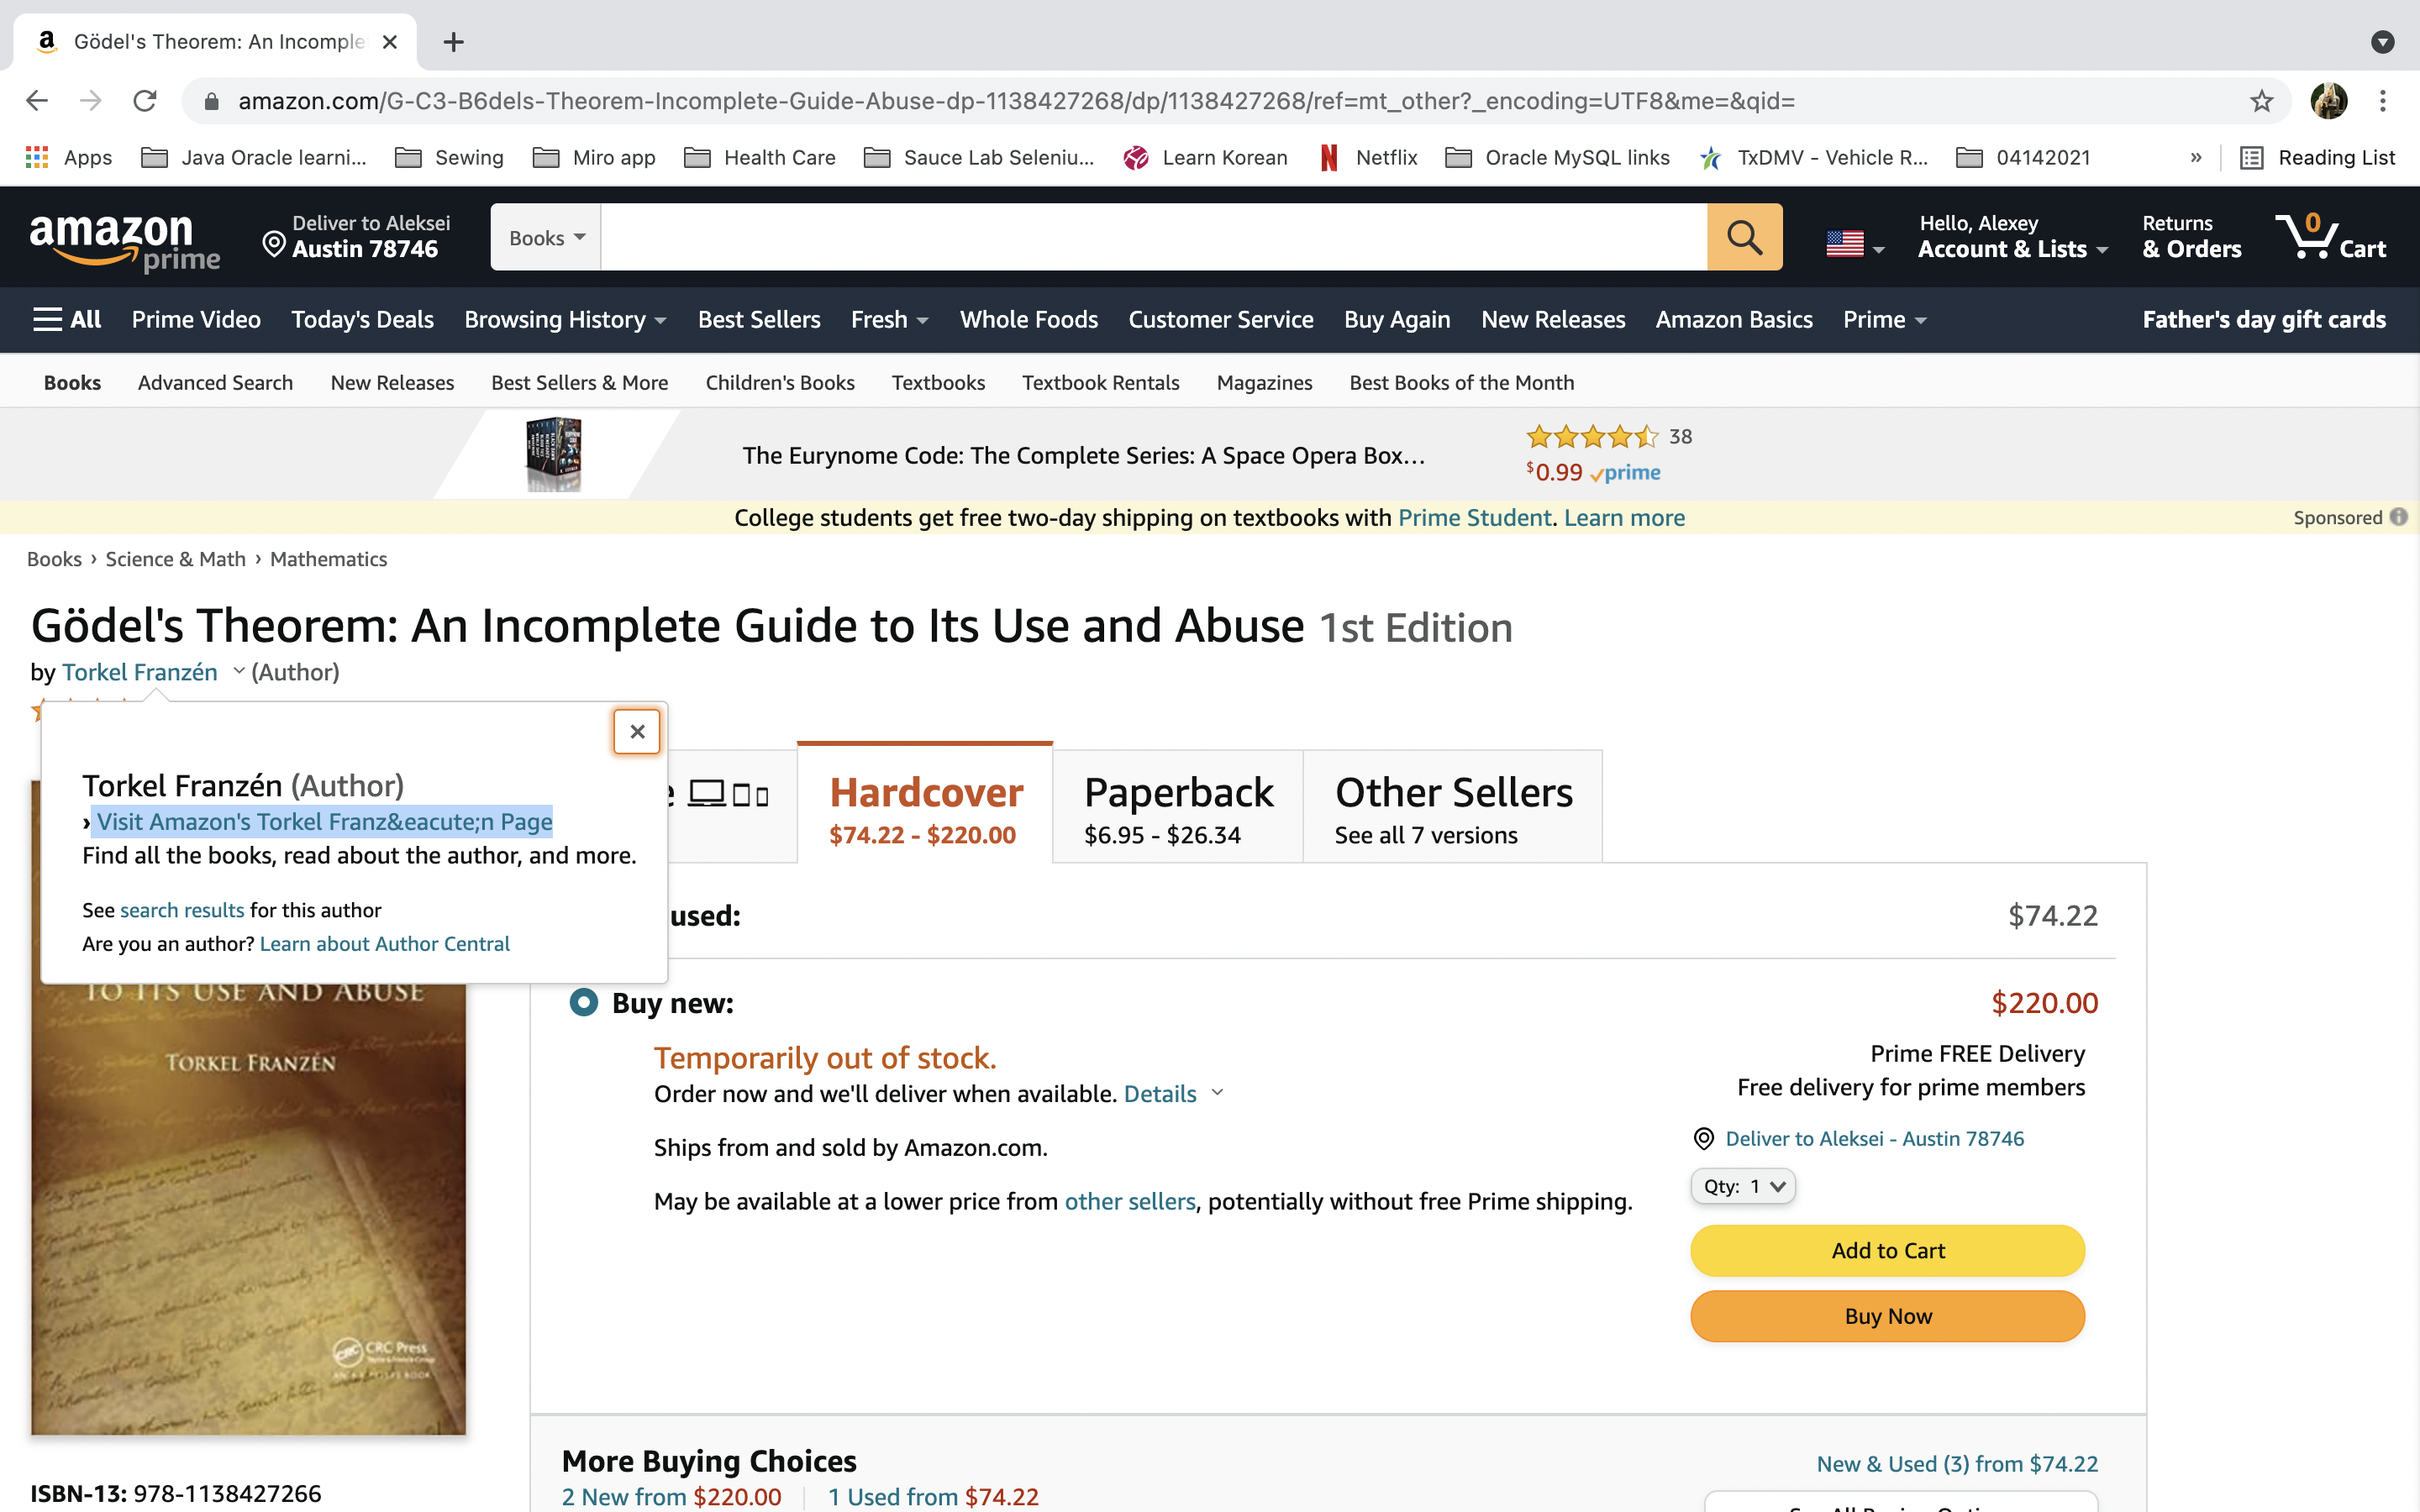 Gödel's Theorem: An Incomple
amazon.com/G-C3-B6dels-Theorem-Incomplete-Guide-Abuse-dp-1138427268/dp/1138427268/ref=mt_other?_encoding=UTF8&me=&qid=
Apps Java Oracle learni... Sewing Miro app Health Care Sauce Lab Seleniu... Learn Korean Netflix Oracle MySQL links TxDMV - Vehicle R... 04142021 » Reading List
amazon prime
Deliver to Aleksei
Austin 78746
Books
Hello, Alexey
Account & Lists
Returns
& Orders
0
Cart
All Prime Video Today's Deals Browsing History Best Sellers Fresh Whole Foods Customer Service Buy Again New Releases Amazon Basics Prime Father's day gift cards
Books Advanced Search New Releases Best Sellers & More Children's Books Textbooks Textbook Rentals Magazines Best Books of the Month
The Eurynome Code: The Complete Series: A Space Opera Box...
38
$0.99 prime
College students get free two-day shipping on textbooks with Prime Student. Learn more
Sponsored
Books › Science & Math › Mathematics
Gödel's Theorem: An Incomplete Guide to Its Use and Abuse 1st Edition
by Torkel Franzén (Author)
Torkel Franzén (Author)
› Visit Amazon's Torkel Franz&eacute;n Page
Find all the books, read about the author, and more.
See search results for this author
Are you an author? Learn about Author Central
Hardcover
$74.22 - $220.00
Paperback
$6.95 - $26.34
Other Sellers
See all 7 versions
used:
$74.22
TO ITS USE AND ABUSE
TORKEL FRANZÉN
CRC Press
Buy new:
$220.00
Temporarily out of stock.
Order now and we'll deliver when available. Details
Ships from and sold by Amazon.com.
May be available at a lower price from other sellers, potentially without free Prime shipping.
Prime FREE Delivery
Free delivery for prime members
Deliver to Aleksei - Austin 78746
Qty: 1
Add to Cart
Buy Now
More Buying Choices
2 New from $220.00 1 Used from $74.22
New & Used (3) from $74.22
ISBN-13: 978-1138427266